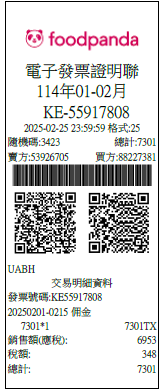 foodpanda
電子發票證明聯
114年01-02月
KE-55917808
2025-02-25 23:59:59 格式:25
隨機碼:3423 總計:7301
賣方:53926705 買方:88227381
UABH
交易明細資料
發票號碼:KE55917808
20250201-0215 佣金
7301*1 7301TX
銷售額(應稅): 6953
稅額: 348
總計: 7301